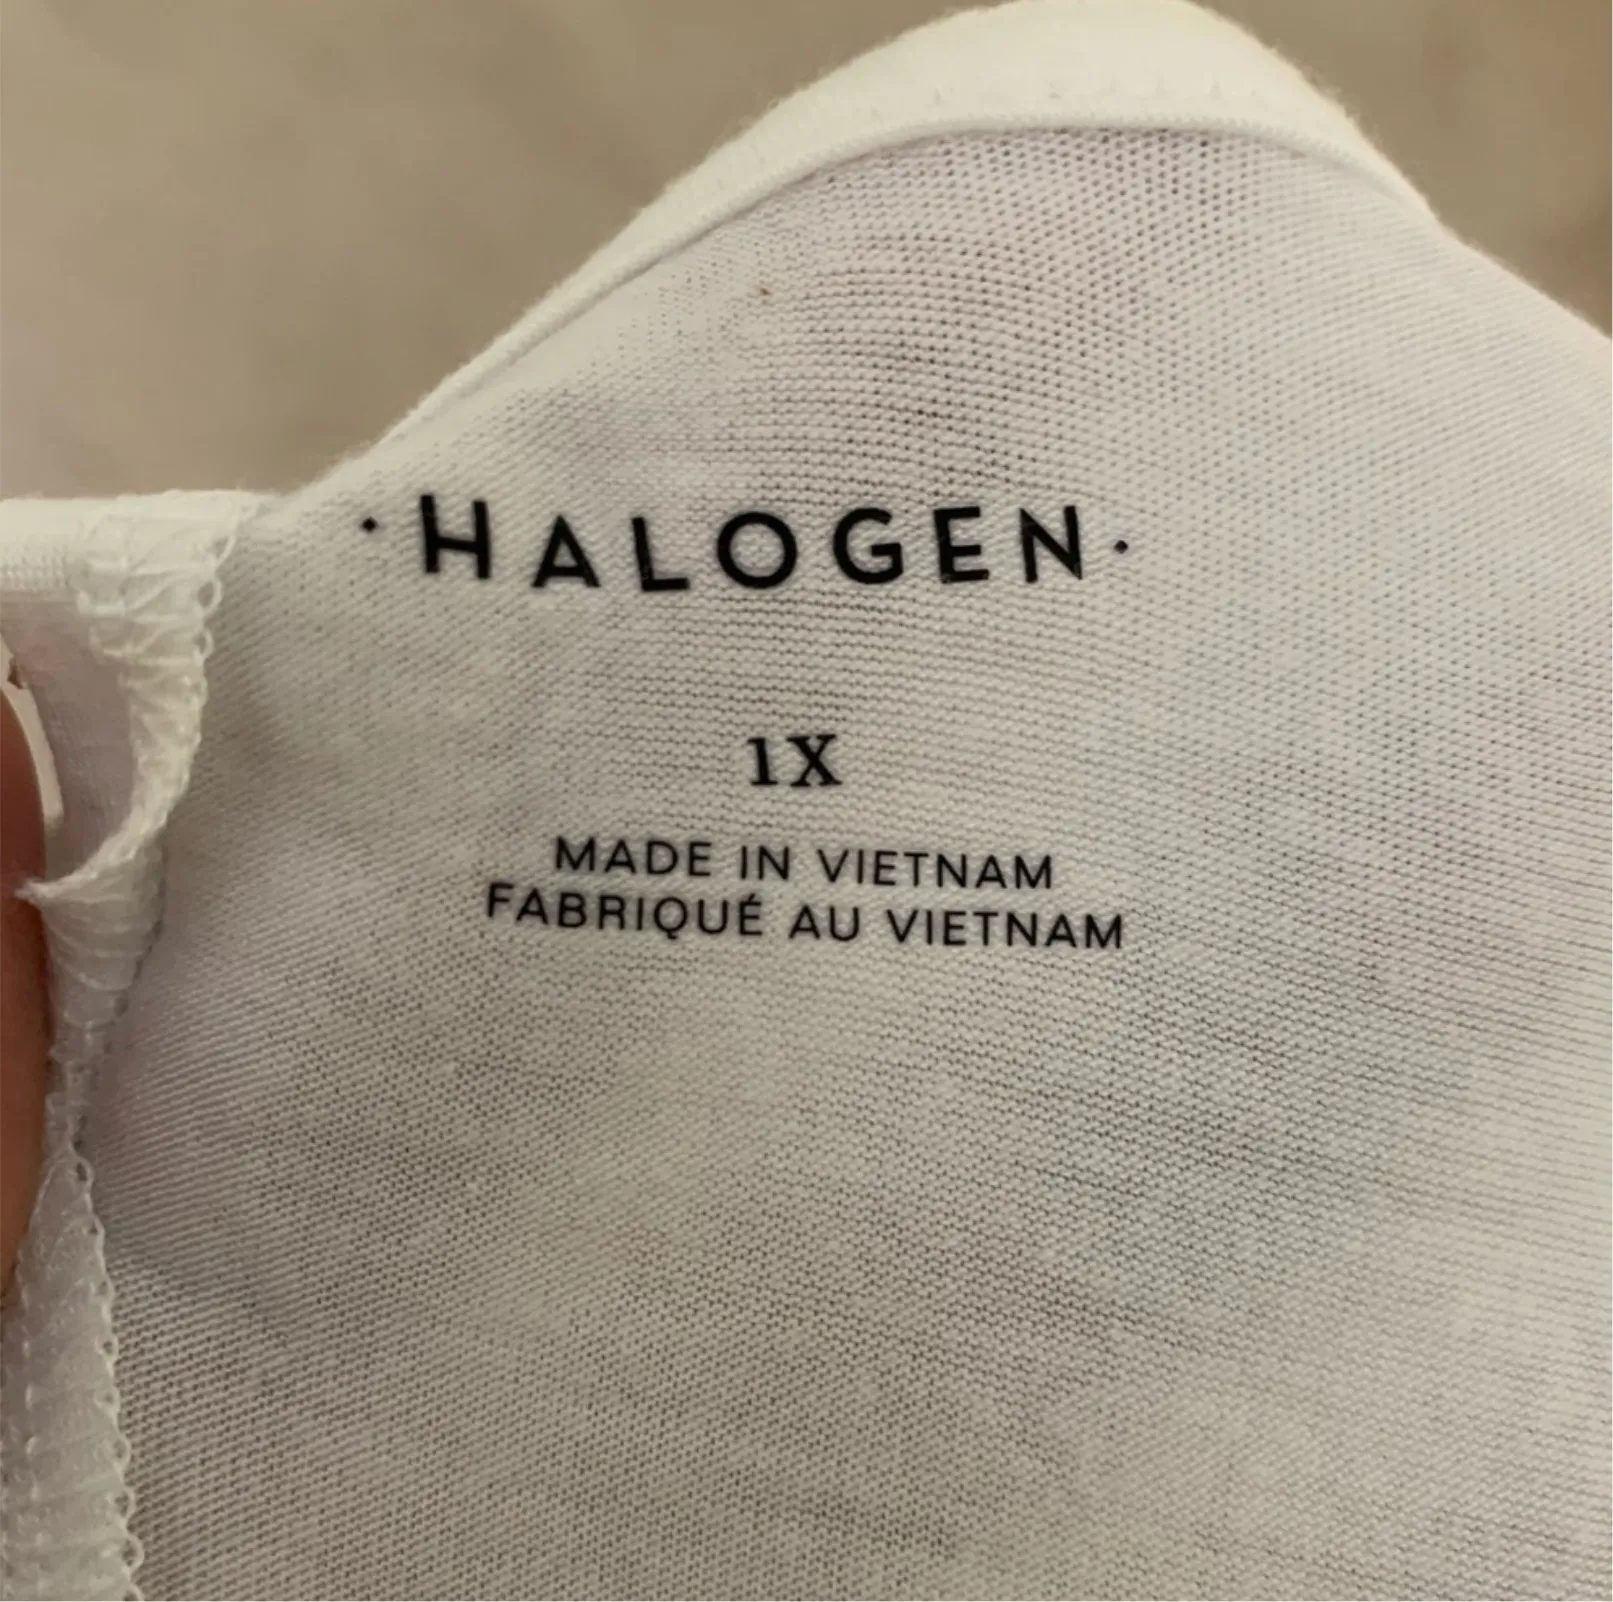 · HALOGEN ·
1X
MADE IN VIETNAM
FABRIQUÉ AU VIETNAM